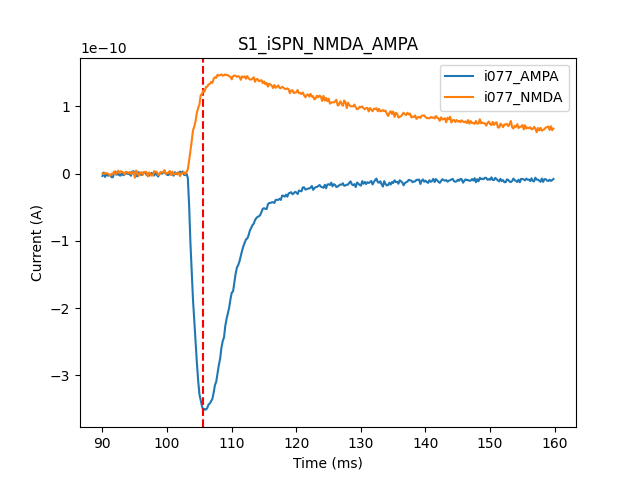 S1_iSPN_NMDA_AMPA
1e−10
i077_AMPA
i077_NMDA
1
0
−1
−2
−3
Current (A)
90 100 110 120 130 140 150 160
Time (ms)